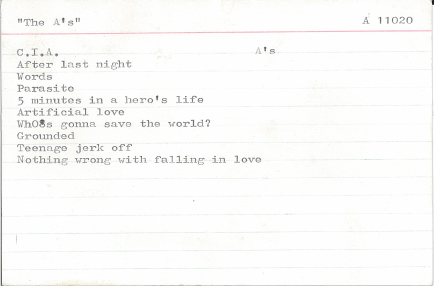 "The A's" A 11020
C.I.A. A's
After last night
Words
Parasite
5 minutes in a hero's life
Artificial love
WhO8s gonna save the world?
Grounded
Teenage jerk off
Nothing wrong with falling in love